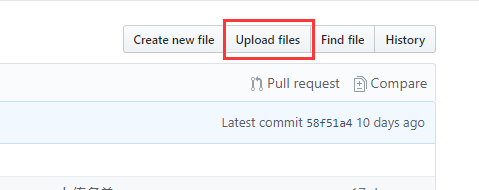 Create new file Upload files Find file History
Pull request Compare
Latest commit 58f51a4 10 days ago